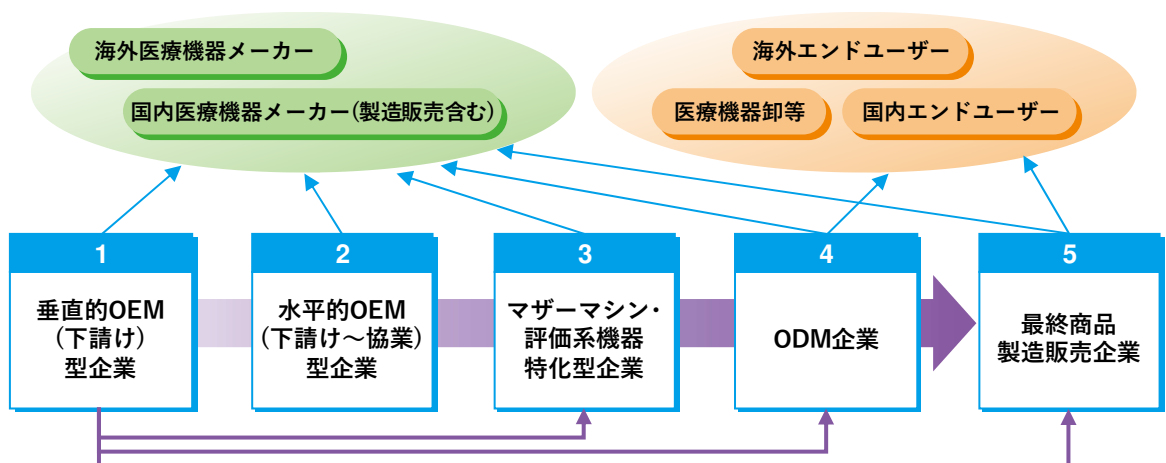 海外医療機器メーカー
国内医療機器メーカー(製造販売含む)
海外エンドユーザー
医療機器卸等
国内エンドユーザー
1
垂直的OEM
(下請け)
型企業
2
水平的OEM
(下請け〜協業)
型企業
3
マザーマシン・
評価系機器
特化型企業
4
ODM企業
5
最終商品
製造販売企業